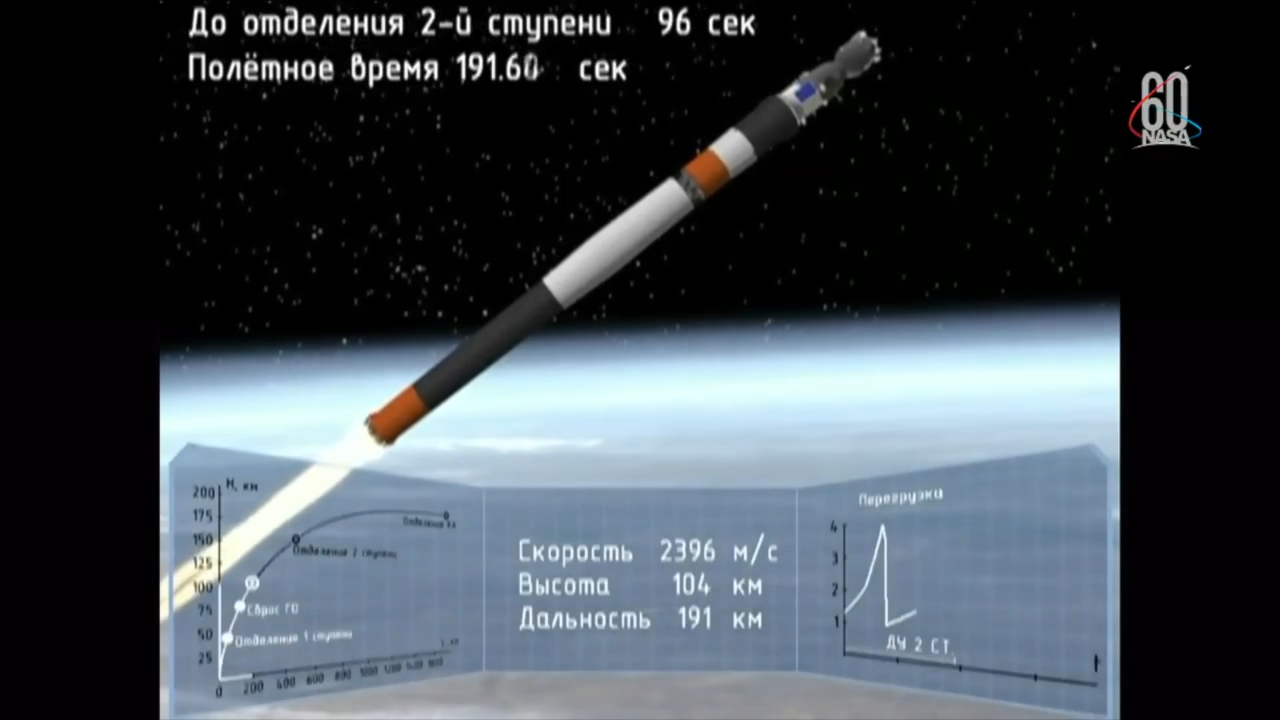 До отделения 2-й ступени 96 сек
Полётное время 191.60 сек
60
NASA
Н, км
200
175
150
125
100
75
50
25
0 200 400 600 800 1000 1200 1400 1600
Отделение
Отделение 2 ступени
Сброс ГО
Отделение 1 ступени
Скорость 2396 м/с
Высота 104 км
Дальность 191 км
Перегрузки
4
3
2
1
ДУ 2 СТ.
t